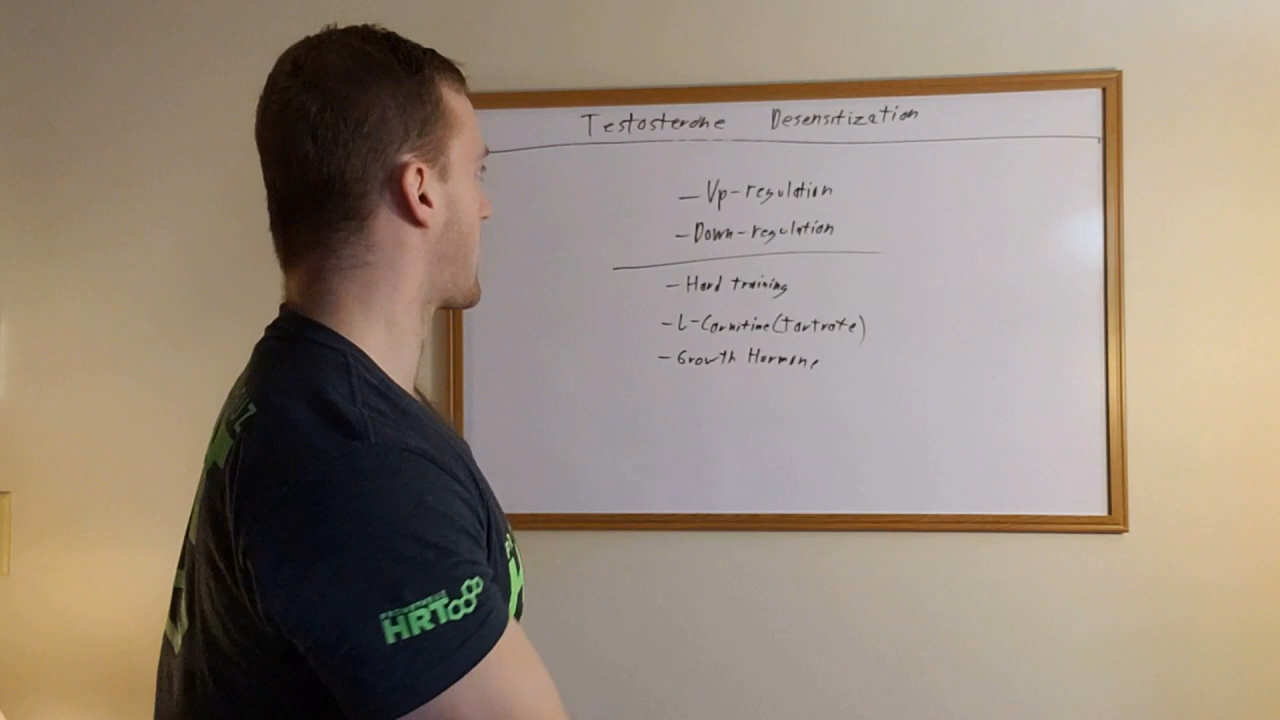 Testosterone Desensitization
- Up-regulation
- Down-regulation
- Hard training
- L-Carnitine(Tartrate)
- Growth Hormone
HRT